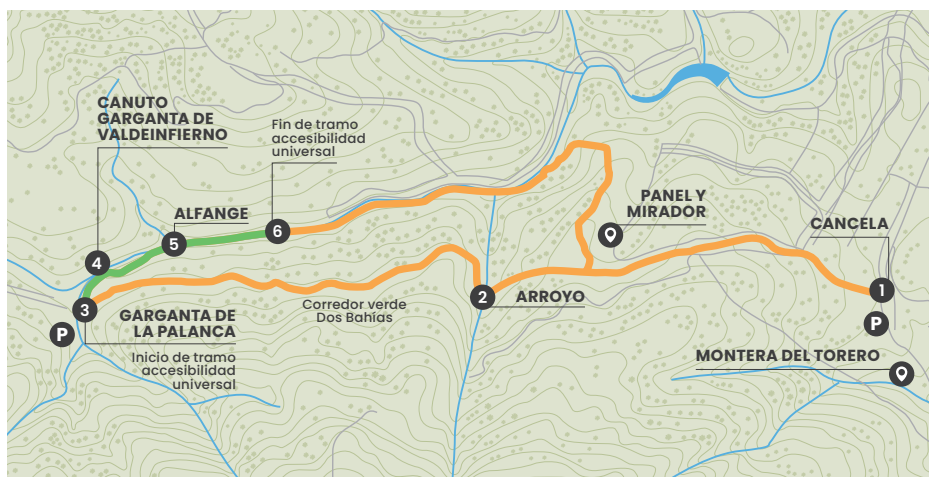 CANUTO
GARGANTA DE
VALDEINFIERNO
Fin de tramo
accesibilidad
universal
ALFANGE
6
5
4
3
P
GARGANTA DE
LA PALANCA
Inicio de tramo
accesibilidad
universal
Corredor verde
Dos Bahías
2
ARROYO
PANEL Y
MIRADOR
CANCELA
1
P
MONTERA DEL TORERO